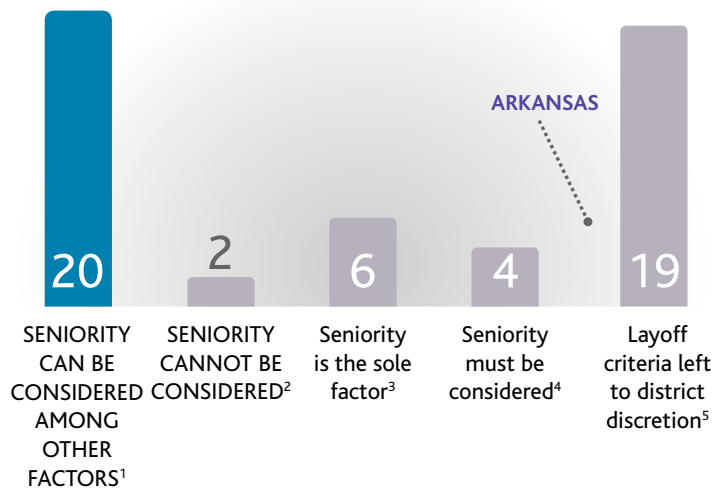 ARKANSAS
20
2
6
4
19
SENIORITY
CAN BE
CONSIDERED
AMONG
OTHER
FACTORS¹
SENIORITY
CANNOT BE
CONSIDERED²
Seniority
is the sole
factor³
Seniority
must be
considered⁴
Layoff
criteria left
to district
discretion⁵